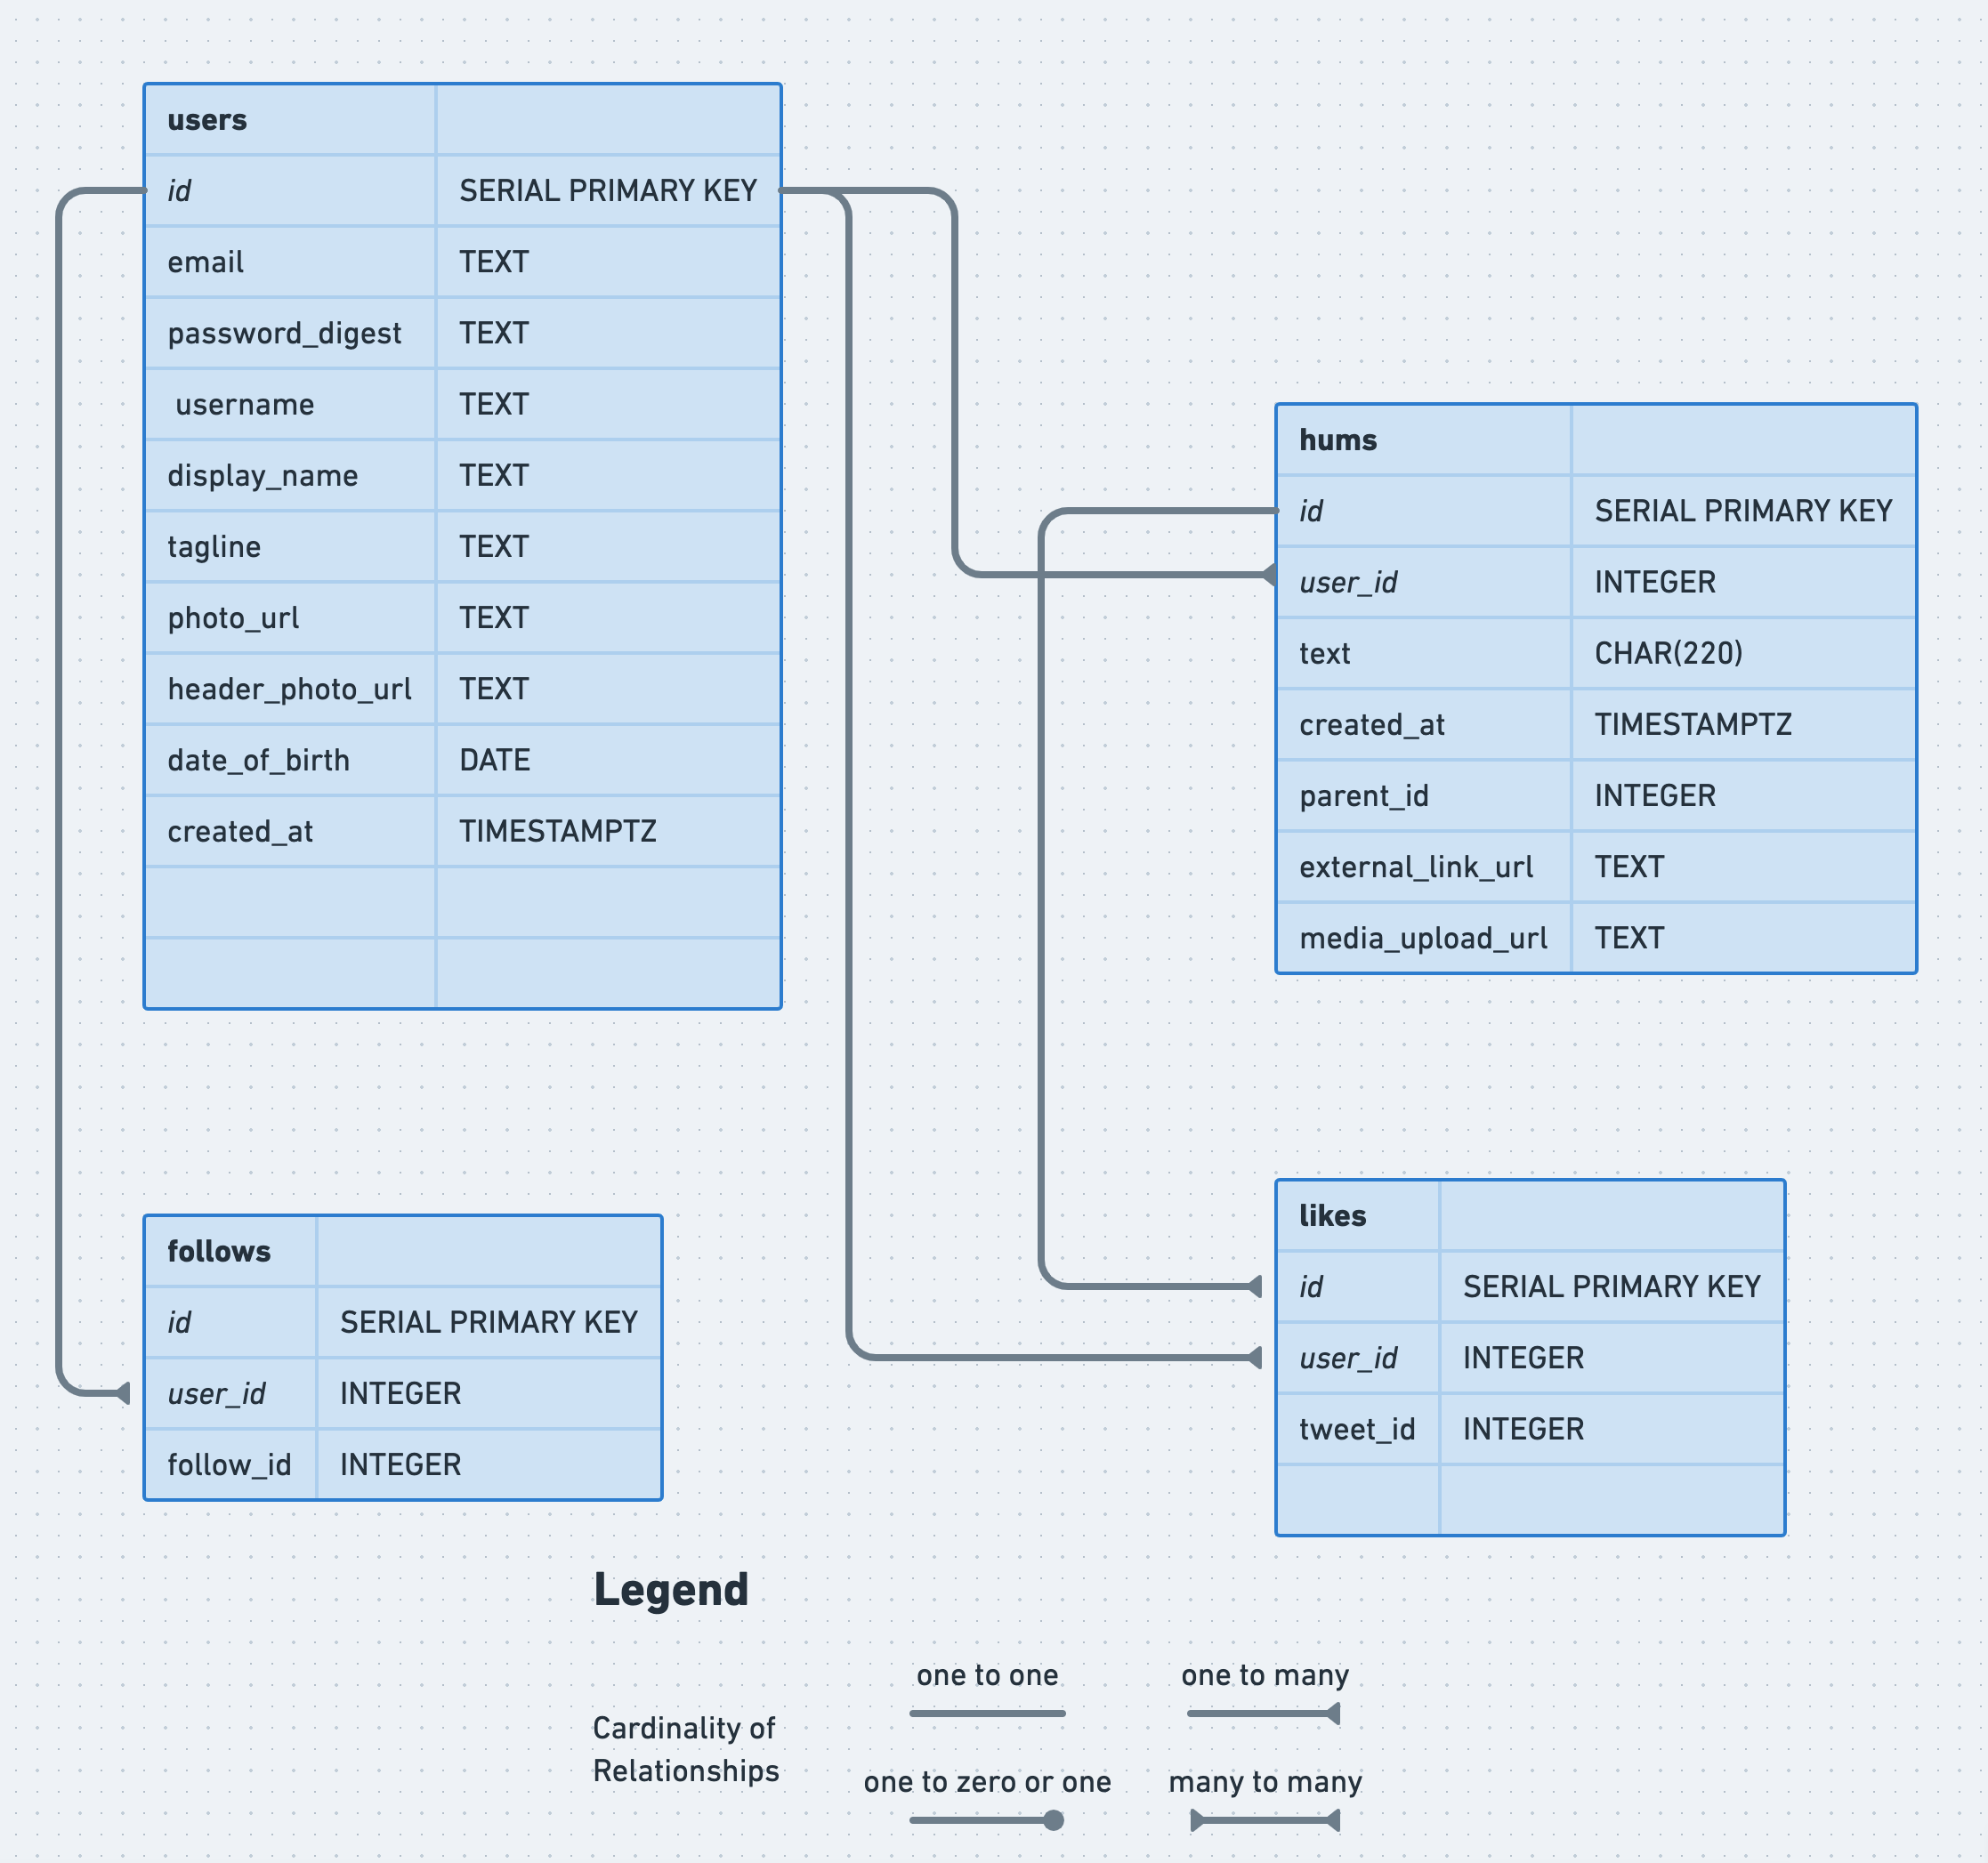 users
id SERIAL PRIMARY KEY
email TEXT
password_digest TEXT
username TEXT
display_name TEXT
tagline TEXT
photo_url TEXT
header_photo_url TEXT
date_of_birth DATE
created_at TIMESTAMPTZ
hums
id SERIAL PRIMARY KEY
user_id INTEGER
text CHAR(220)
created_at TIMESTAMPTZ
parent_id INTEGER
external_link_url TEXT
media_upload_url TEXT
follows
id SERIAL PRIMARY KEY
user_id INTEGER
follow_id INTEGER
likes
id SERIAL PRIMARY KEY
user_id INTEGER
tweet_id INTEGER
Legend
Cardinality of
Relationships
one to one
one to many
one to zero or one
many to many